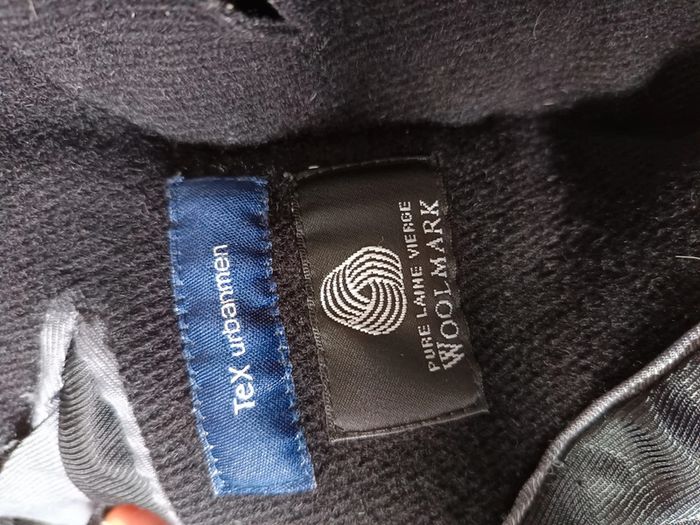 TeX urbanmen
PURE LAINE VIERGE
WOOLMARK